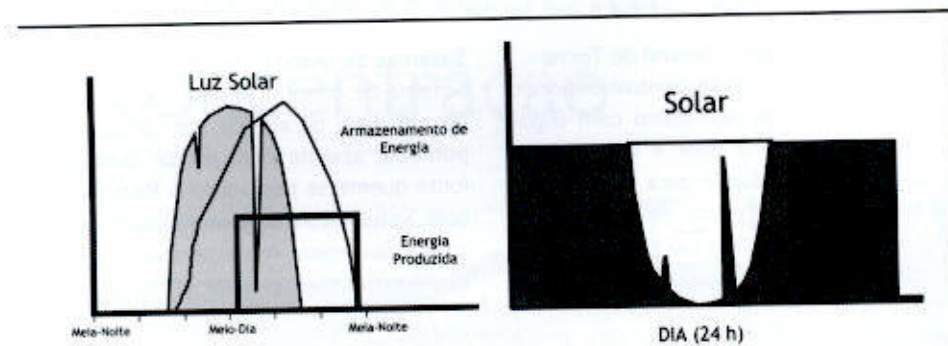 Luz Solar
Armazenamento de
Energia
Energia
Produzida
Meia-Noite
Meio-Dia
Meia-Noite
Solar
DIA (24 h)